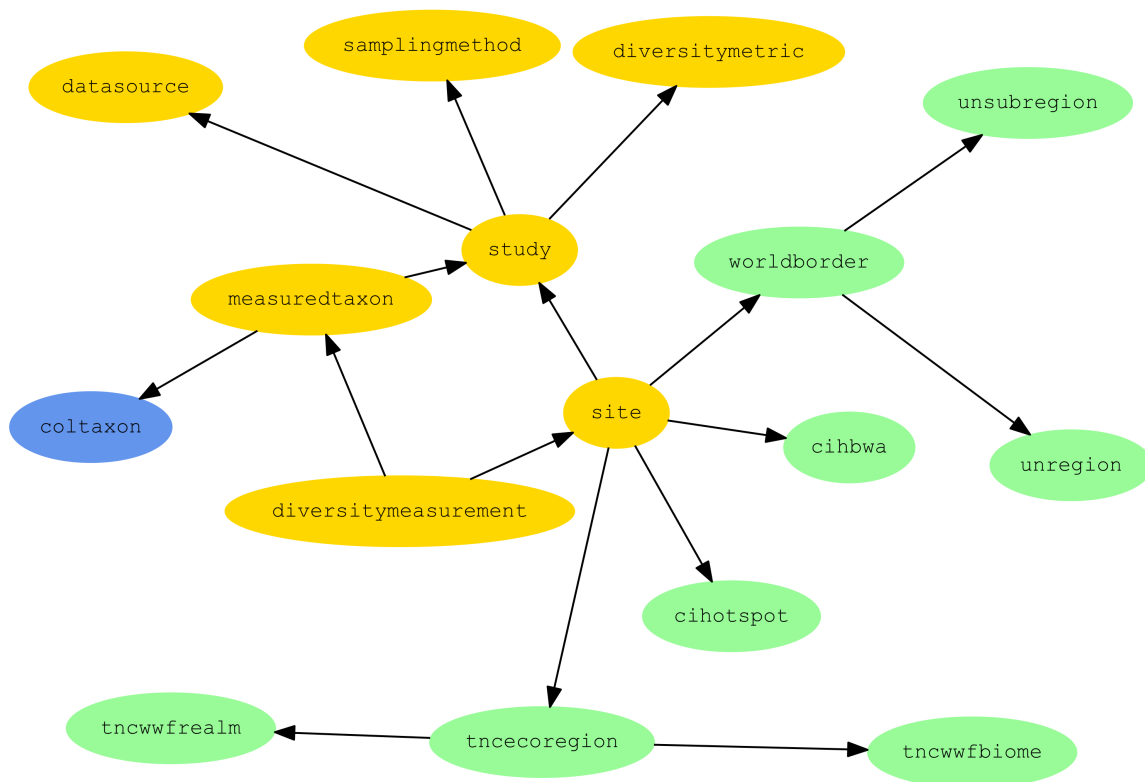 samplingmethod
diversitymetric
datasource
unsubregion
study
worldborder
measuredtaxon
site
coltaxon
cihbwa
unregion
diversitymeasurement
cihotspot
tncwwfrealm
tncecoregion
tncwwfbiome